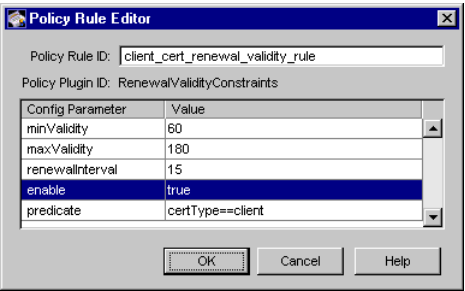 Policy Rule Editor
Policy Rule ID: client_cert_renewal_validity_rule
Policy Plugin ID: RenewalValidityConstraints
Config Parameter Value
minValidity 60
maxValidity 180
renewalInterval 15
enable true
predicate certType==client
OK Cancel Help